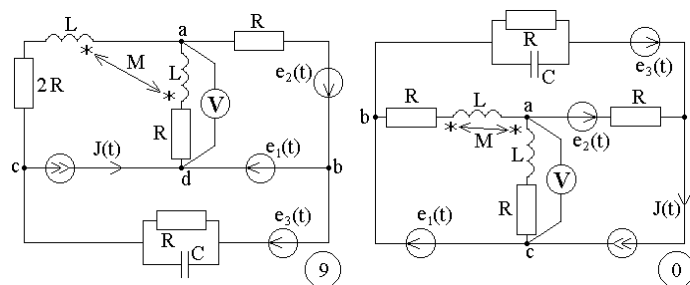 L
a
R
M
2R
*
*
L
e₂(t)
V
R
c
J(t)
d
e₁(t)
b
R
C
e₃(t)
9
R
C
e₃(t)
b
R
L
a
R
*
M
*
e₂(t)
L
V
R
e₁(t)
c
J(t)
0